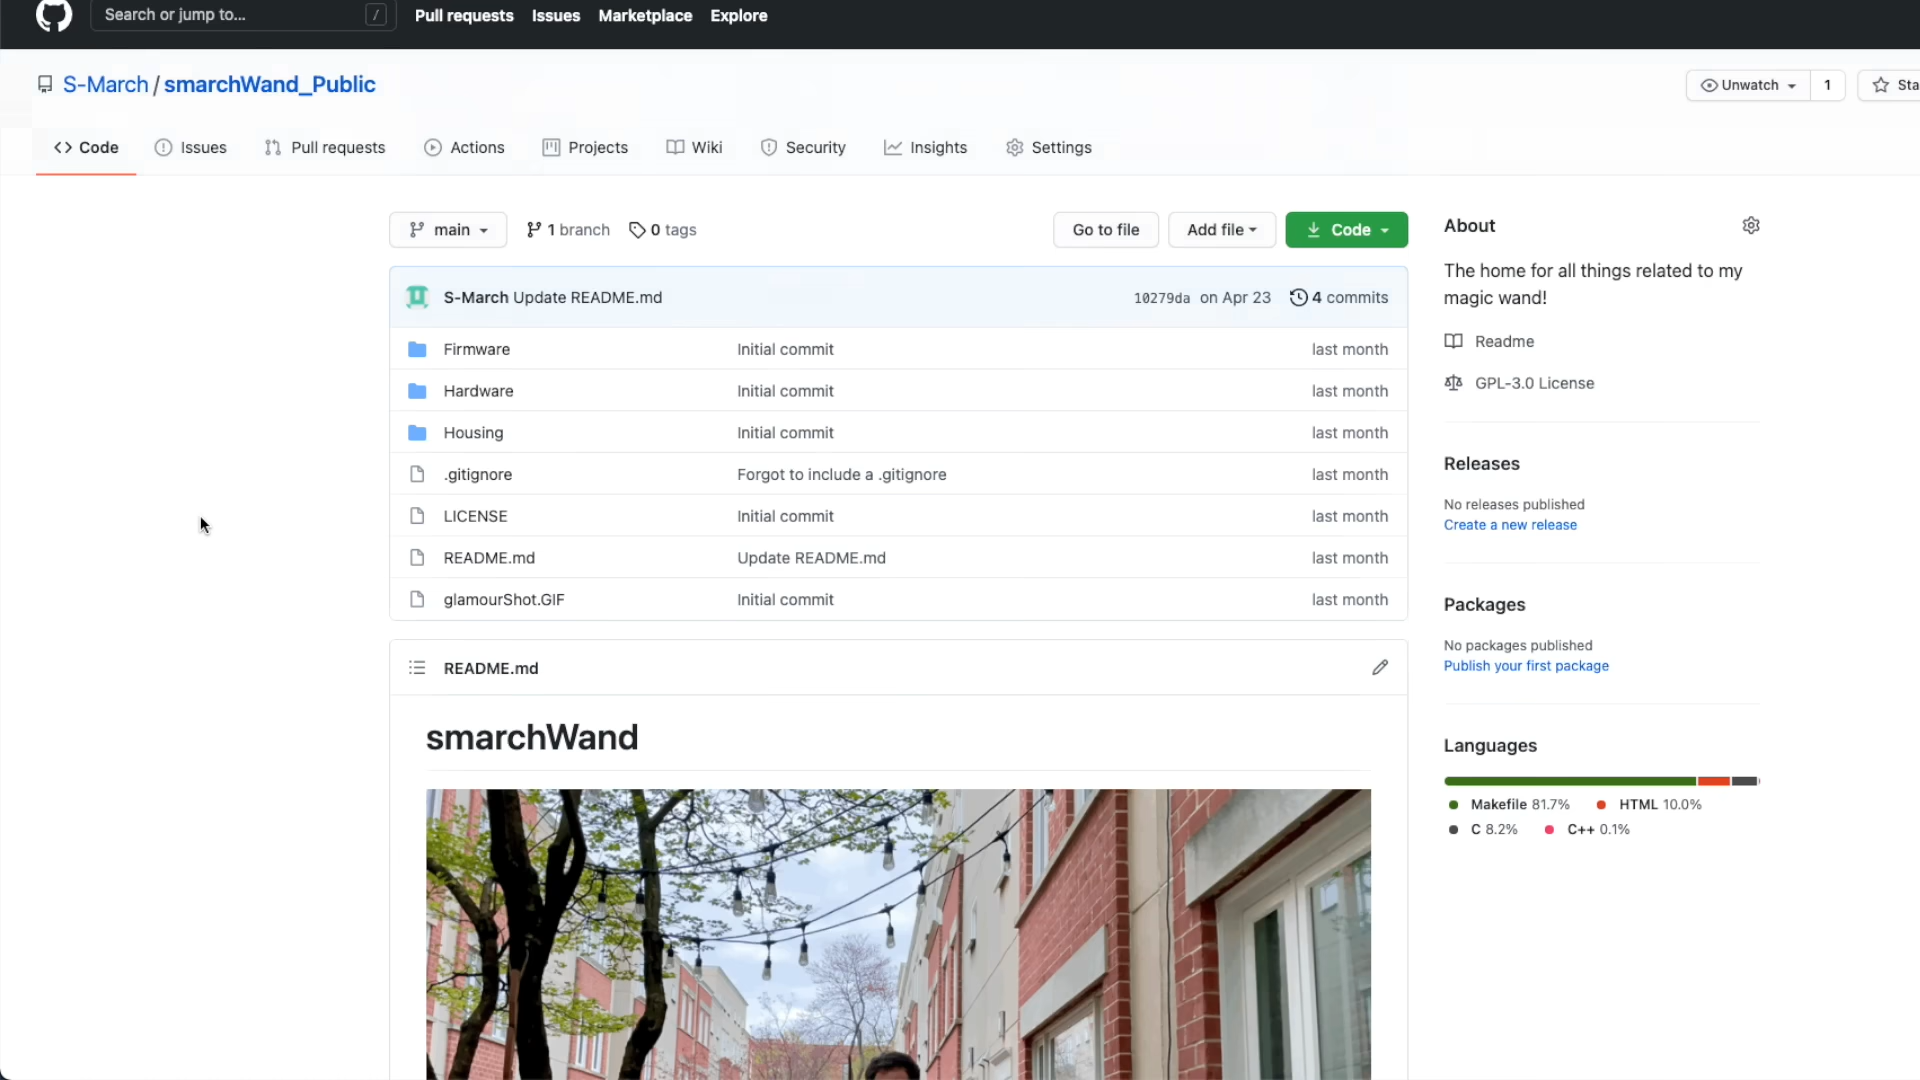 Search or jump to... /
Pull requests Issues Marketplace Explore
S-March / smarchWand_Public
Unwatch 1
Code Issues Pull requests Actions Projects Wiki Security Insights Settings
main 1 branch 0 tags Go to file Add file Code
S-March Update README.md 10279da on Apr 23 4 commits
Firmware Initial commit last month
Hardware Initial commit last month
Housing Initial commit last month
.gitignore Forgot to include a .gitignore last month
LICENSE Initial commit last month
README.md Update README.md last month
glamourShot.GIF Initial commit last month
README.md
smarchWand
About
The home for all things related to my
magic wand!
Readme
GPL-3.0 License
Releases
No releases published
Create a new release
Packages
No packages published
Publish your first package
Languages
Makefile 81.7% HTML 10.0%
C 8.2% C++ 0.1%